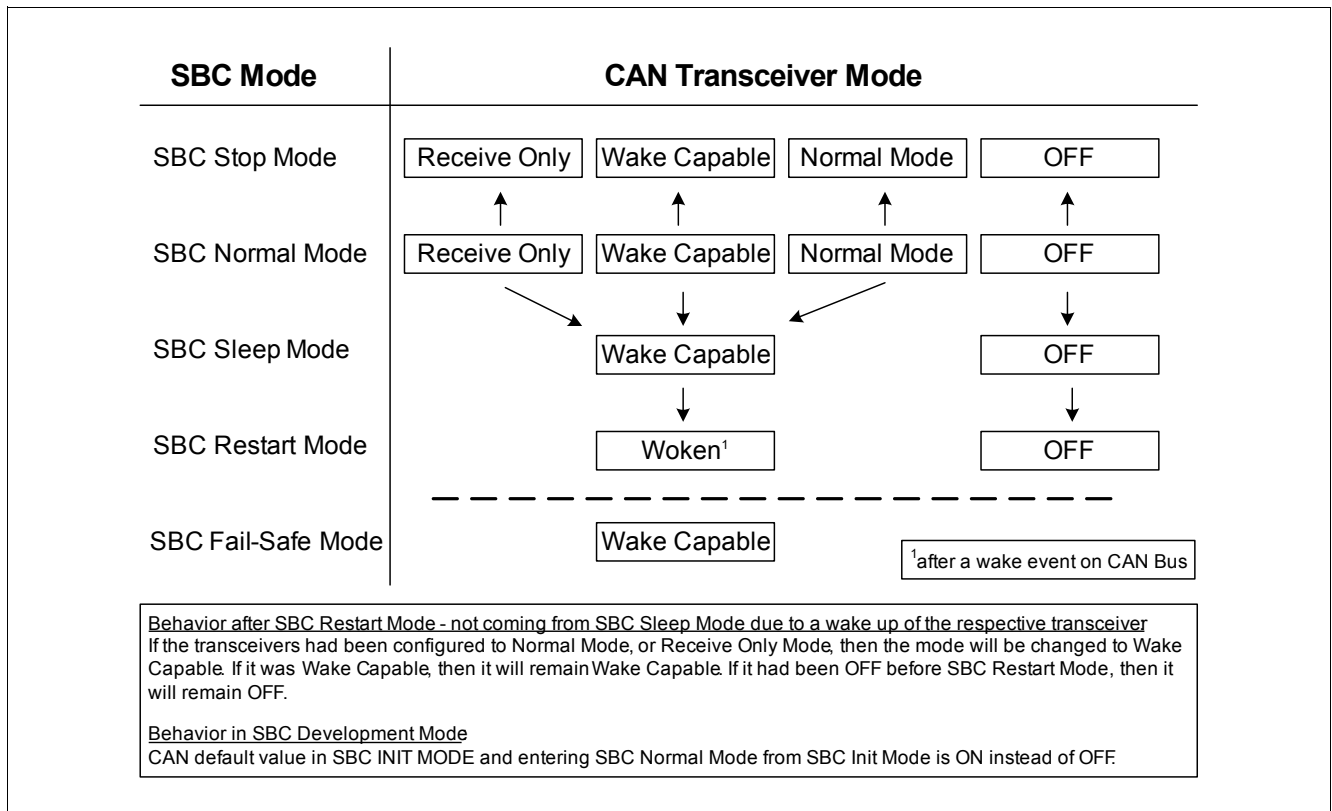 SBC Mode CAN Transceiver Mode
SBC Stop Mode Receive Only Wake Capable Normal Mode OFF
SBC Normal Mode Receive Only Wake Capable Normal Mode OFF
SBC Sleep Mode Wake Capable OFF
SBC Restart Mode Woken¹ OFF
SBC Fail-Safe Mode Wake Capable
¹after a wake event on CAN Bus
Behavior after SBC Restart Mode - not coming from SBC Sleep Mode due to a wake up of the respective transceiver
If the transceivers had been configured to Normal Mode, or Receive Only Mode, then the mode will be changed to Wake
Capable. If it was Wake Capable, then it will remain Wake Capable. If it had been OFF before SBC Restart Mode, then it
will remain OFF.
Behavior in SBC Development Mode
CAN default value in SBC INIT MODE and entering SBC Normal Mode from SBC Init Mode is ON instead of OFF.